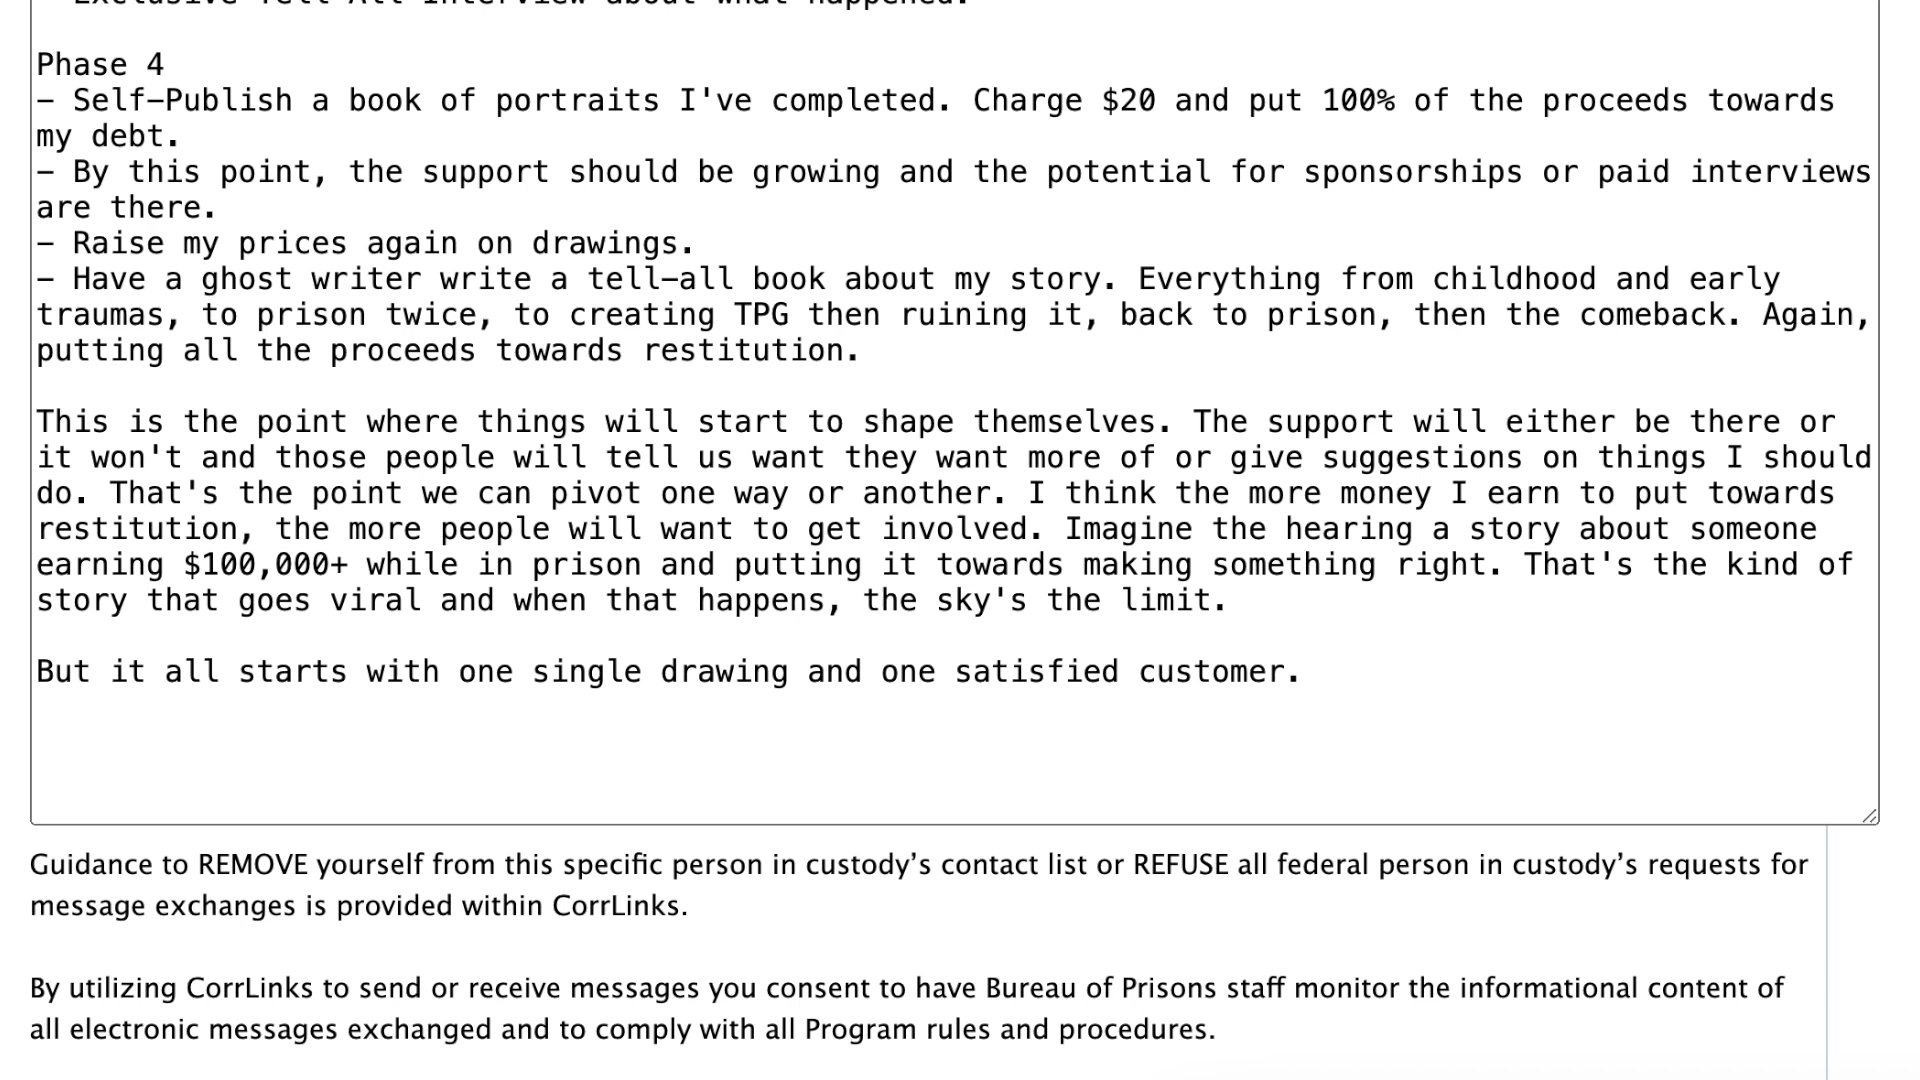 - Exclusive Tell All Interview about what happened.
Phase 4
- Self-Publish a book of portraits I've completed. Charge $20 and put 100% of the proceeds towards
my debt.
- By this point, the support should be growing and the potential for sponsorships or paid interviews
are there.
- Raise my prices again on drawings.
- Have a ghost writer write a tell-all book about my story. Everything from childhood and early
traumas, to prison twice, to creating TPG then ruining it, back to prison, then the comeback. Again,
putting all the proceeds towards restitution.
This is the point where things will start to shape themselves. The support will either be there or
it won't and those people will tell us want they want more of or give suggestions on things I should
do. That's the point we can pivot one way or another. I think the more money I earn to put towards
restitution, the more people will want to get involved. Imagine the hearing a story about someone
earning $100,000+ while in prison and putting it towards making something right. That's the kind of
story that goes viral and when that happens, the sky's the limit.
But it all starts with one single drawing and one satisfied customer.
Guidance to REMOVE yourself from this specific person in custody’s contact list or REFUSE all federal person in custody’s requests for
message exchanges is provided within CorrLinks.
By utilizing CorrLinks to send or receive messages you consent to have Bureau of Prisons staff monitor the informational content of
all electronic messages exchanged and to comply with all Program rules and procedures.